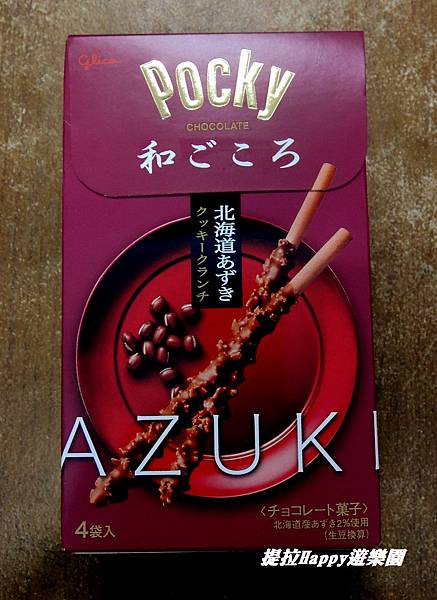 Glico
Pocky
CHOCOLATE
和ごころ
北海道あずき
クッキークランチ
AZUKI
〈チョコレート菓子〉
北海道産あずき2%使用
(生豆換算)
4袋入
提拉Happy遊樂園